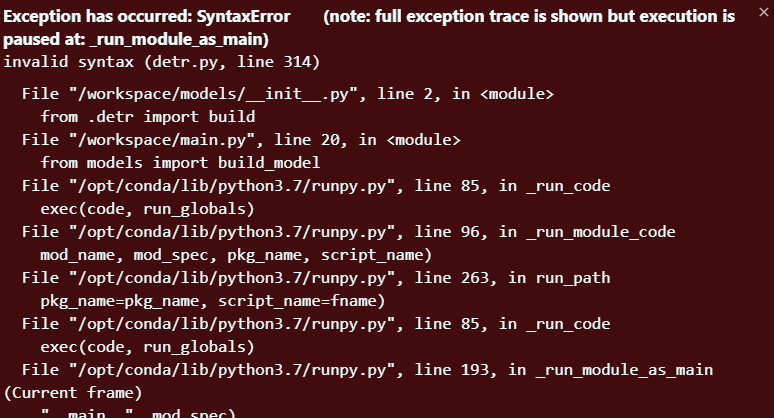 Exception has occurred: SyntaxError (note: full exception trace is shown but execution is
paused at: _run_module_as_main)
invalid syntax (detr.py, line 314)
File "/workspace/models/__init__.py", line 2, in <module>
from .detr import build
File "/workspace/main.py", line 20, in <module>
from models import build_model
File "/opt/conda/lib/python3.7/runpy.py", line 85, in _run_code
exec(code, run_globals)
File "/opt/conda/lib/python3.7/runpy.py", line 96, in _run_module_code
mod_name, mod_spec, pkg_name, script_name)
File "/opt/conda/lib/python3.7/runpy.py", line 263, in run_path
pkg_name=pkg_name, script_name=fname)
File "/opt/conda/lib/python3.7/runpy.py", line 85, in _run_code
exec(code, run_globals)
File "/opt/conda/lib/python3.7/runpy.py", line 193, in _run_module_as_main
(Current frame)
"__main__", mod_spec)